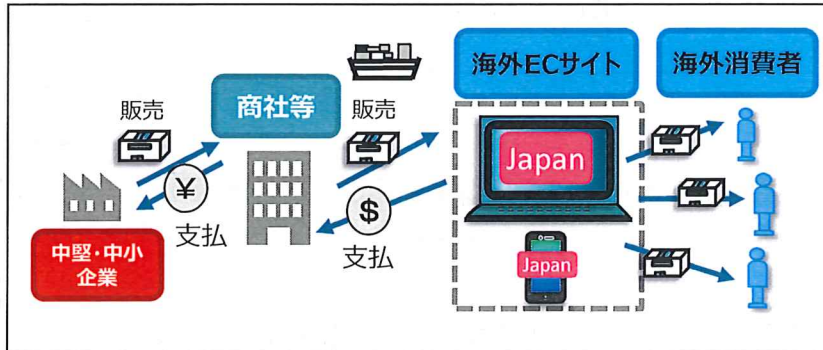 海外ECサイト
海外消費者
商社等
販売
販売
Japan
¥
$
支払
支払
中堅・中小
企業
Japan